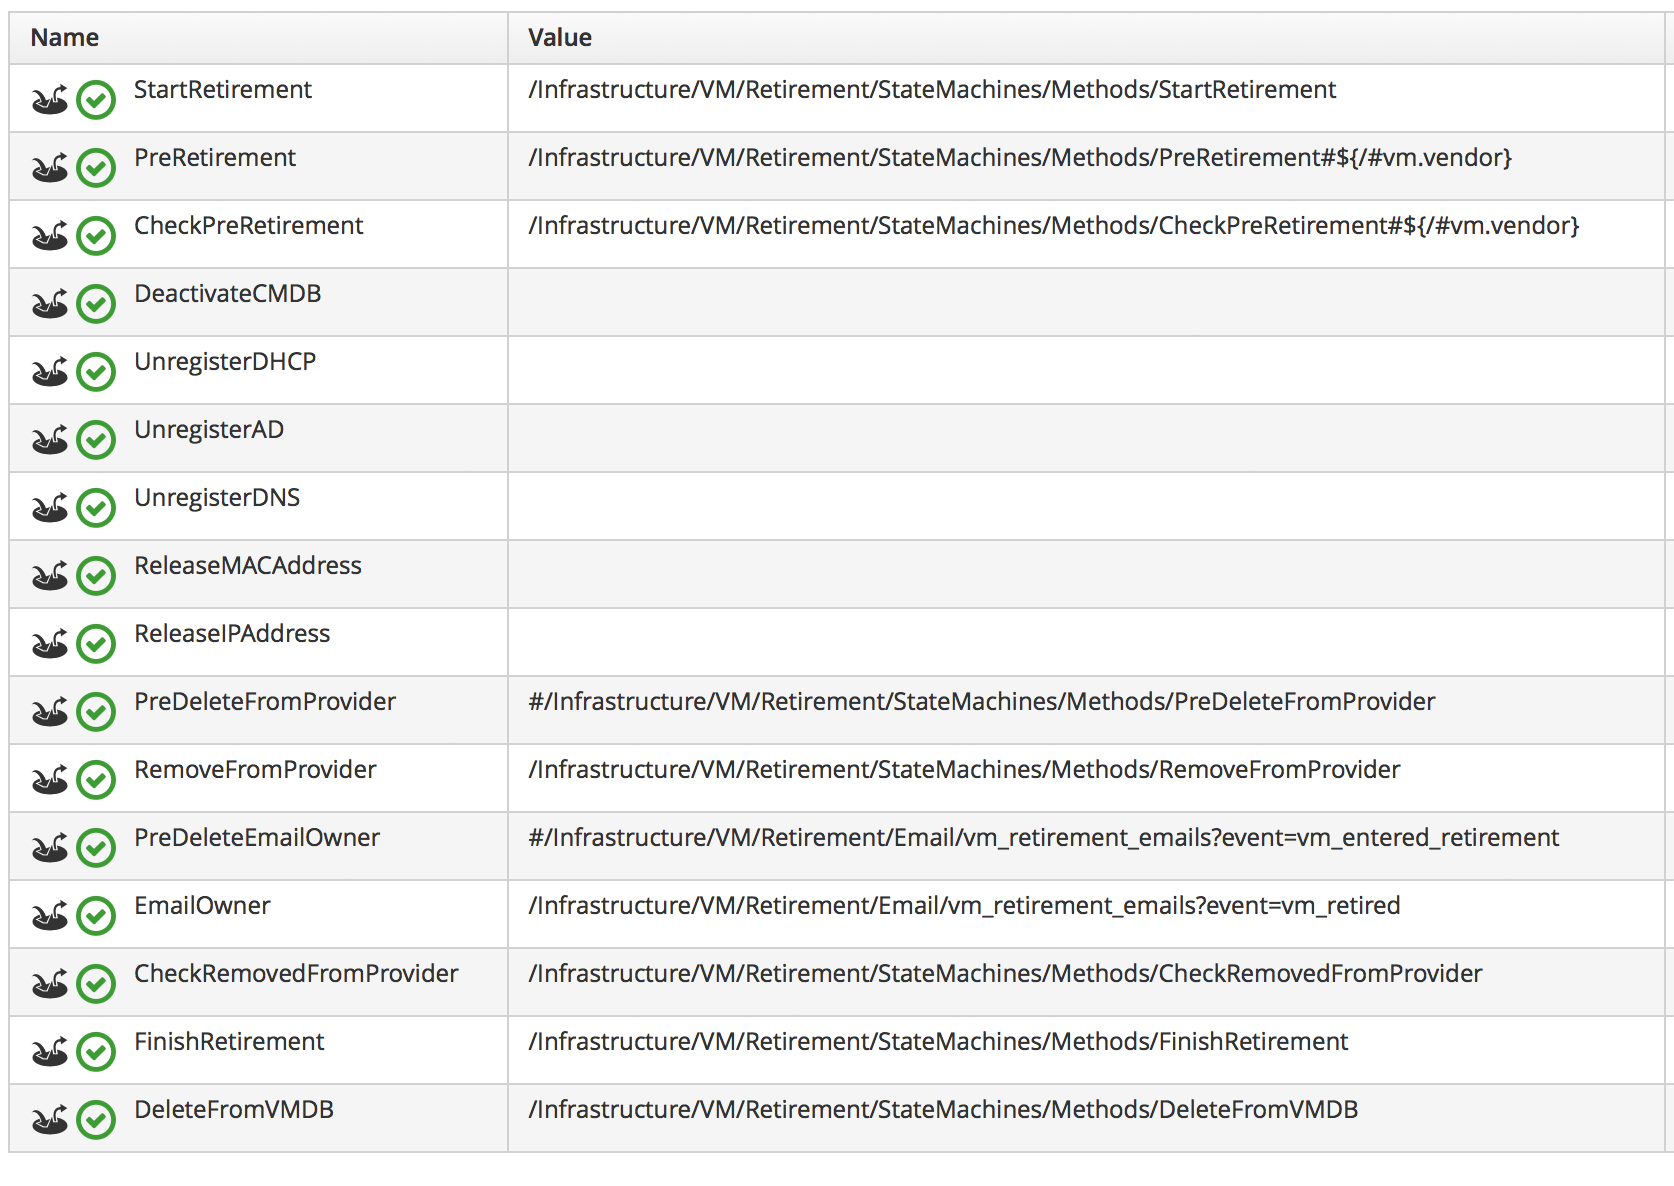 Name Value
StartRetirement /Infrastructure/VM/Retirement/StateMachines/Methods/StartRetirement
PreRetirement /Infrastructure/VM/Retirement/StateMachines/Methods/PreRetirement#${/#vm.vendor}
CheckPreRetirement /Infrastructure/VM/Retirement/StateMachines/Methods/CheckPreRetirement#${/#vm.vendor}
DeactivateCMDB
UnregisterDHCP
UnregisterAD
UnregisterDNS
ReleaseMACAddress
ReleaseIPAddress
PreDeleteFromProvider #/Infrastructure/VM/Retirement/StateMachines/Methods/PreDeleteFromProvider
RemoveFromProvider /Infrastructure/VM/Retirement/StateMachines/Methods/RemoveFromProvider
PreDeleteEmailOwner #/Infrastructure/VM/Retirement/Email/vm_retirement_emails?event=vm_entered_retirement
EmailOwner /Infrastructure/VM/Retirement/Email/vm_retirement_emails?event=vm_retired
CheckRemovedFromProvider /Infrastructure/VM/Retirement/StateMachines/Methods/CheckRemovedFromProvider
FinishRetirement /Infrastructure/VM/Retirement/StateMachines/Methods/FinishRetirement
DeleteFromVMDB /Infrastructure/VM/Retirement/StateMachines/Methods/DeleteFromVMDB